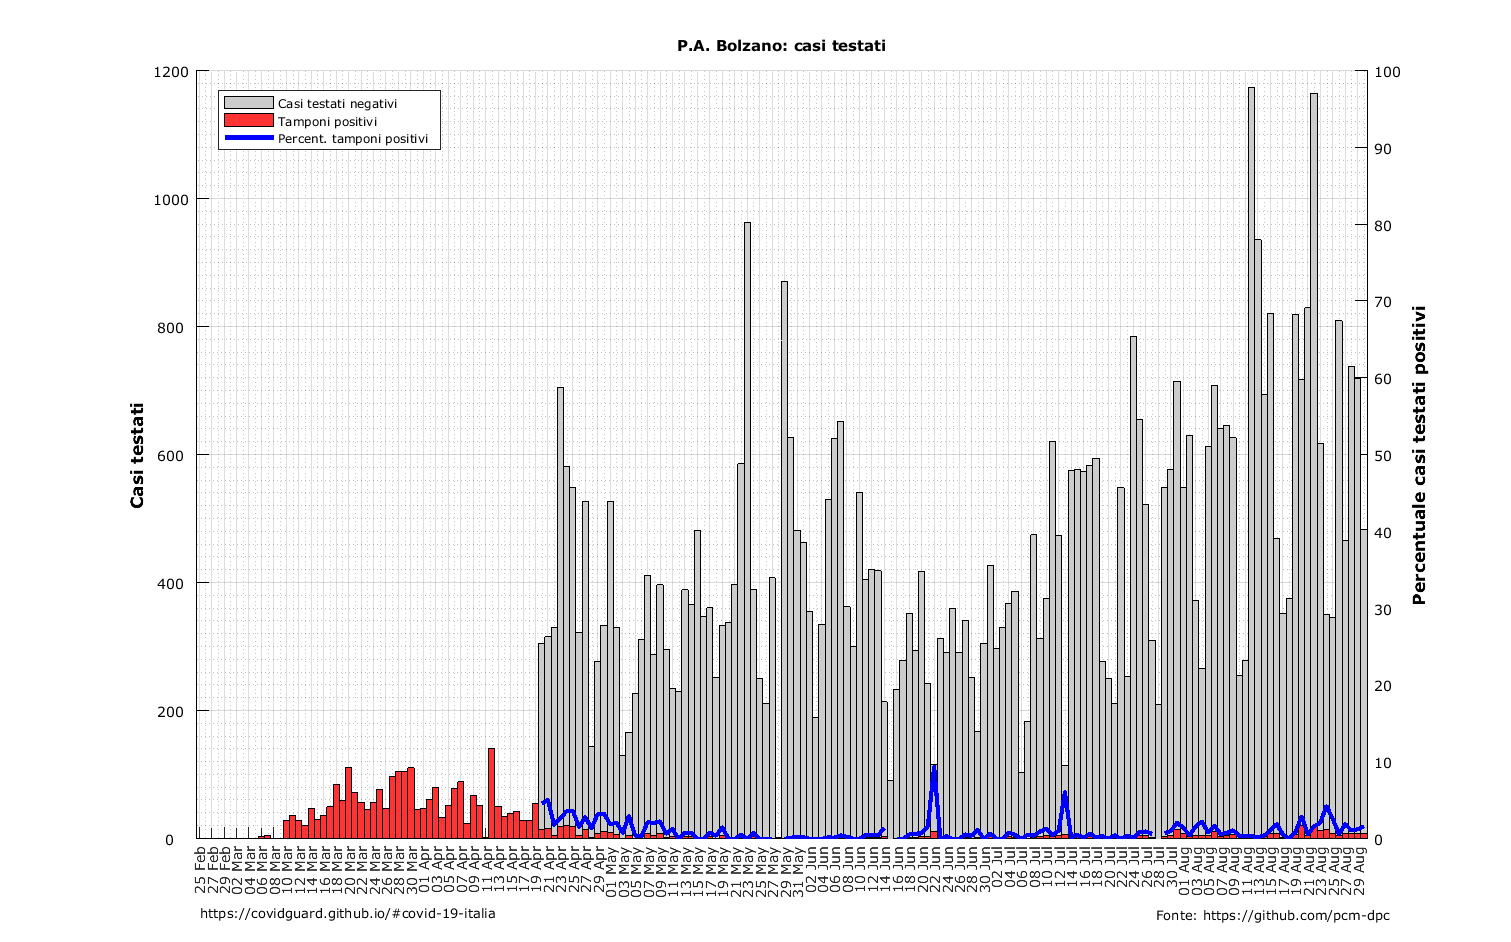 P.A. Bolzano: casi testati
Casi testati negativi
Tamponi positivi
Percent. tamponi positivi
Casi testati
1200
1000
800
600
400
200
0
100
90
80
70
60
50
40
30
20
10
0
Percentuale casi testati positivi
25 Feb
27 Feb
29 Feb
02 Mar
04 Mar
06 Mar
08 Mar
10 Mar
12 Mar
14 Mar
16 Mar
18 Mar
20 Mar
22 Mar
24 Mar
26 Mar
28 Mar
30 Mar
01 Apr
03 Apr
05 Apr
07 Apr
09 Apr
11 Apr
13 Apr
15 Apr
17 Apr
19 Apr
21 Apr
23 Apr
25 Apr
27 Apr
29 Apr
01 May
03 May
05 May
07 May
09 May
11 May
13 May
15 May
17 May
19 May
21 May
23 May
25 May
27 May
29 May
31 May
02 Jun
04 Jun
06 Jun
08 Jun
10 Jun
12 Jun
14 Jun
16 Jun
18 Jun
20 Jun
22 Jun
24 Jun
26 Jun
28 Jun
30 Jun
02 Jul
04 Jul
06 Jul
08 Jul
10 Jul
12 Jul
14 Jul
16 Jul
18 Jul
20 Jul
22 Jul
24 Jul
26 Jul
28 Jul
30 Jul
01 Aug
03 Aug
05 Aug
07 Aug
09 Aug
11 Aug
13 Aug
15 Aug
17 Aug
19 Aug
21 Aug
23 Aug
25 Aug
27 Aug
29 Aug
https://covidguard.github.io/#covid-19-italia
Fonte: https://github.com/pcm-dpc